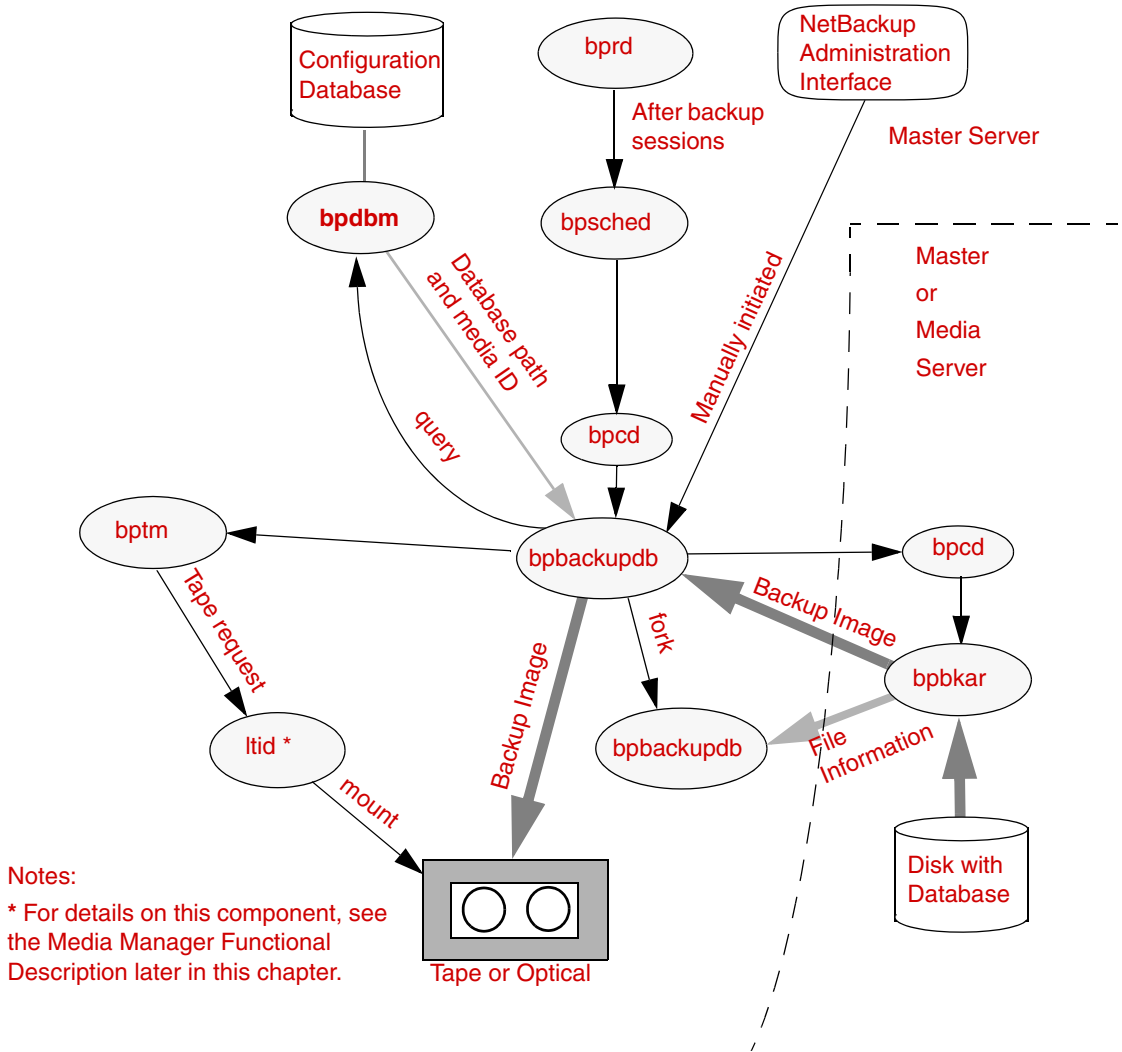 Configuration
Database
bprd
NetBackup
Administration
Interface
After backup
sessions
Master Server
bpdbm
bpsched
Database path
and media ID
Manually initiated
Master
or
Media
Server
query
bpcd
bptm
bpbackupdb
bpcd
Tape request
Backup Image
fork
Backup Image
bpbkar
ltid *
bpbackupdb
File
Information
mount
Disk with
Database
Notes:
* For details on this component, see
the Media Manager Functional
Description later in this chapter.
Tape or Optical